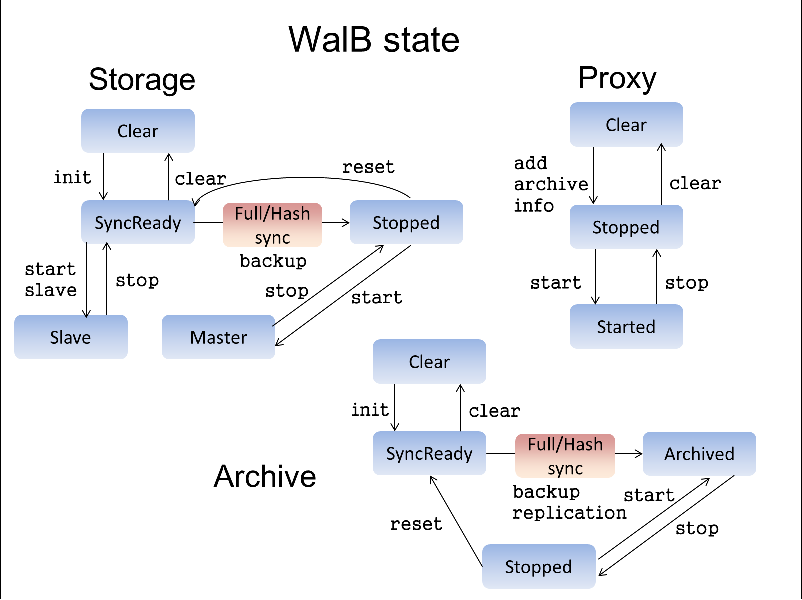 WalB state
Storage
Clear
init
clear
reset
SyncReady
Full/Hash
sync
backup
Stopped
start
slave
stop
stop
start
Slave
Master
Proxy
Clear
add
archive
info
clear
Stopped
start
stop
Started
Archive
Clear
init
clear
SyncReady
Full/Hash
sync
backup
replication
Archived
start
stop
reset
Stopped